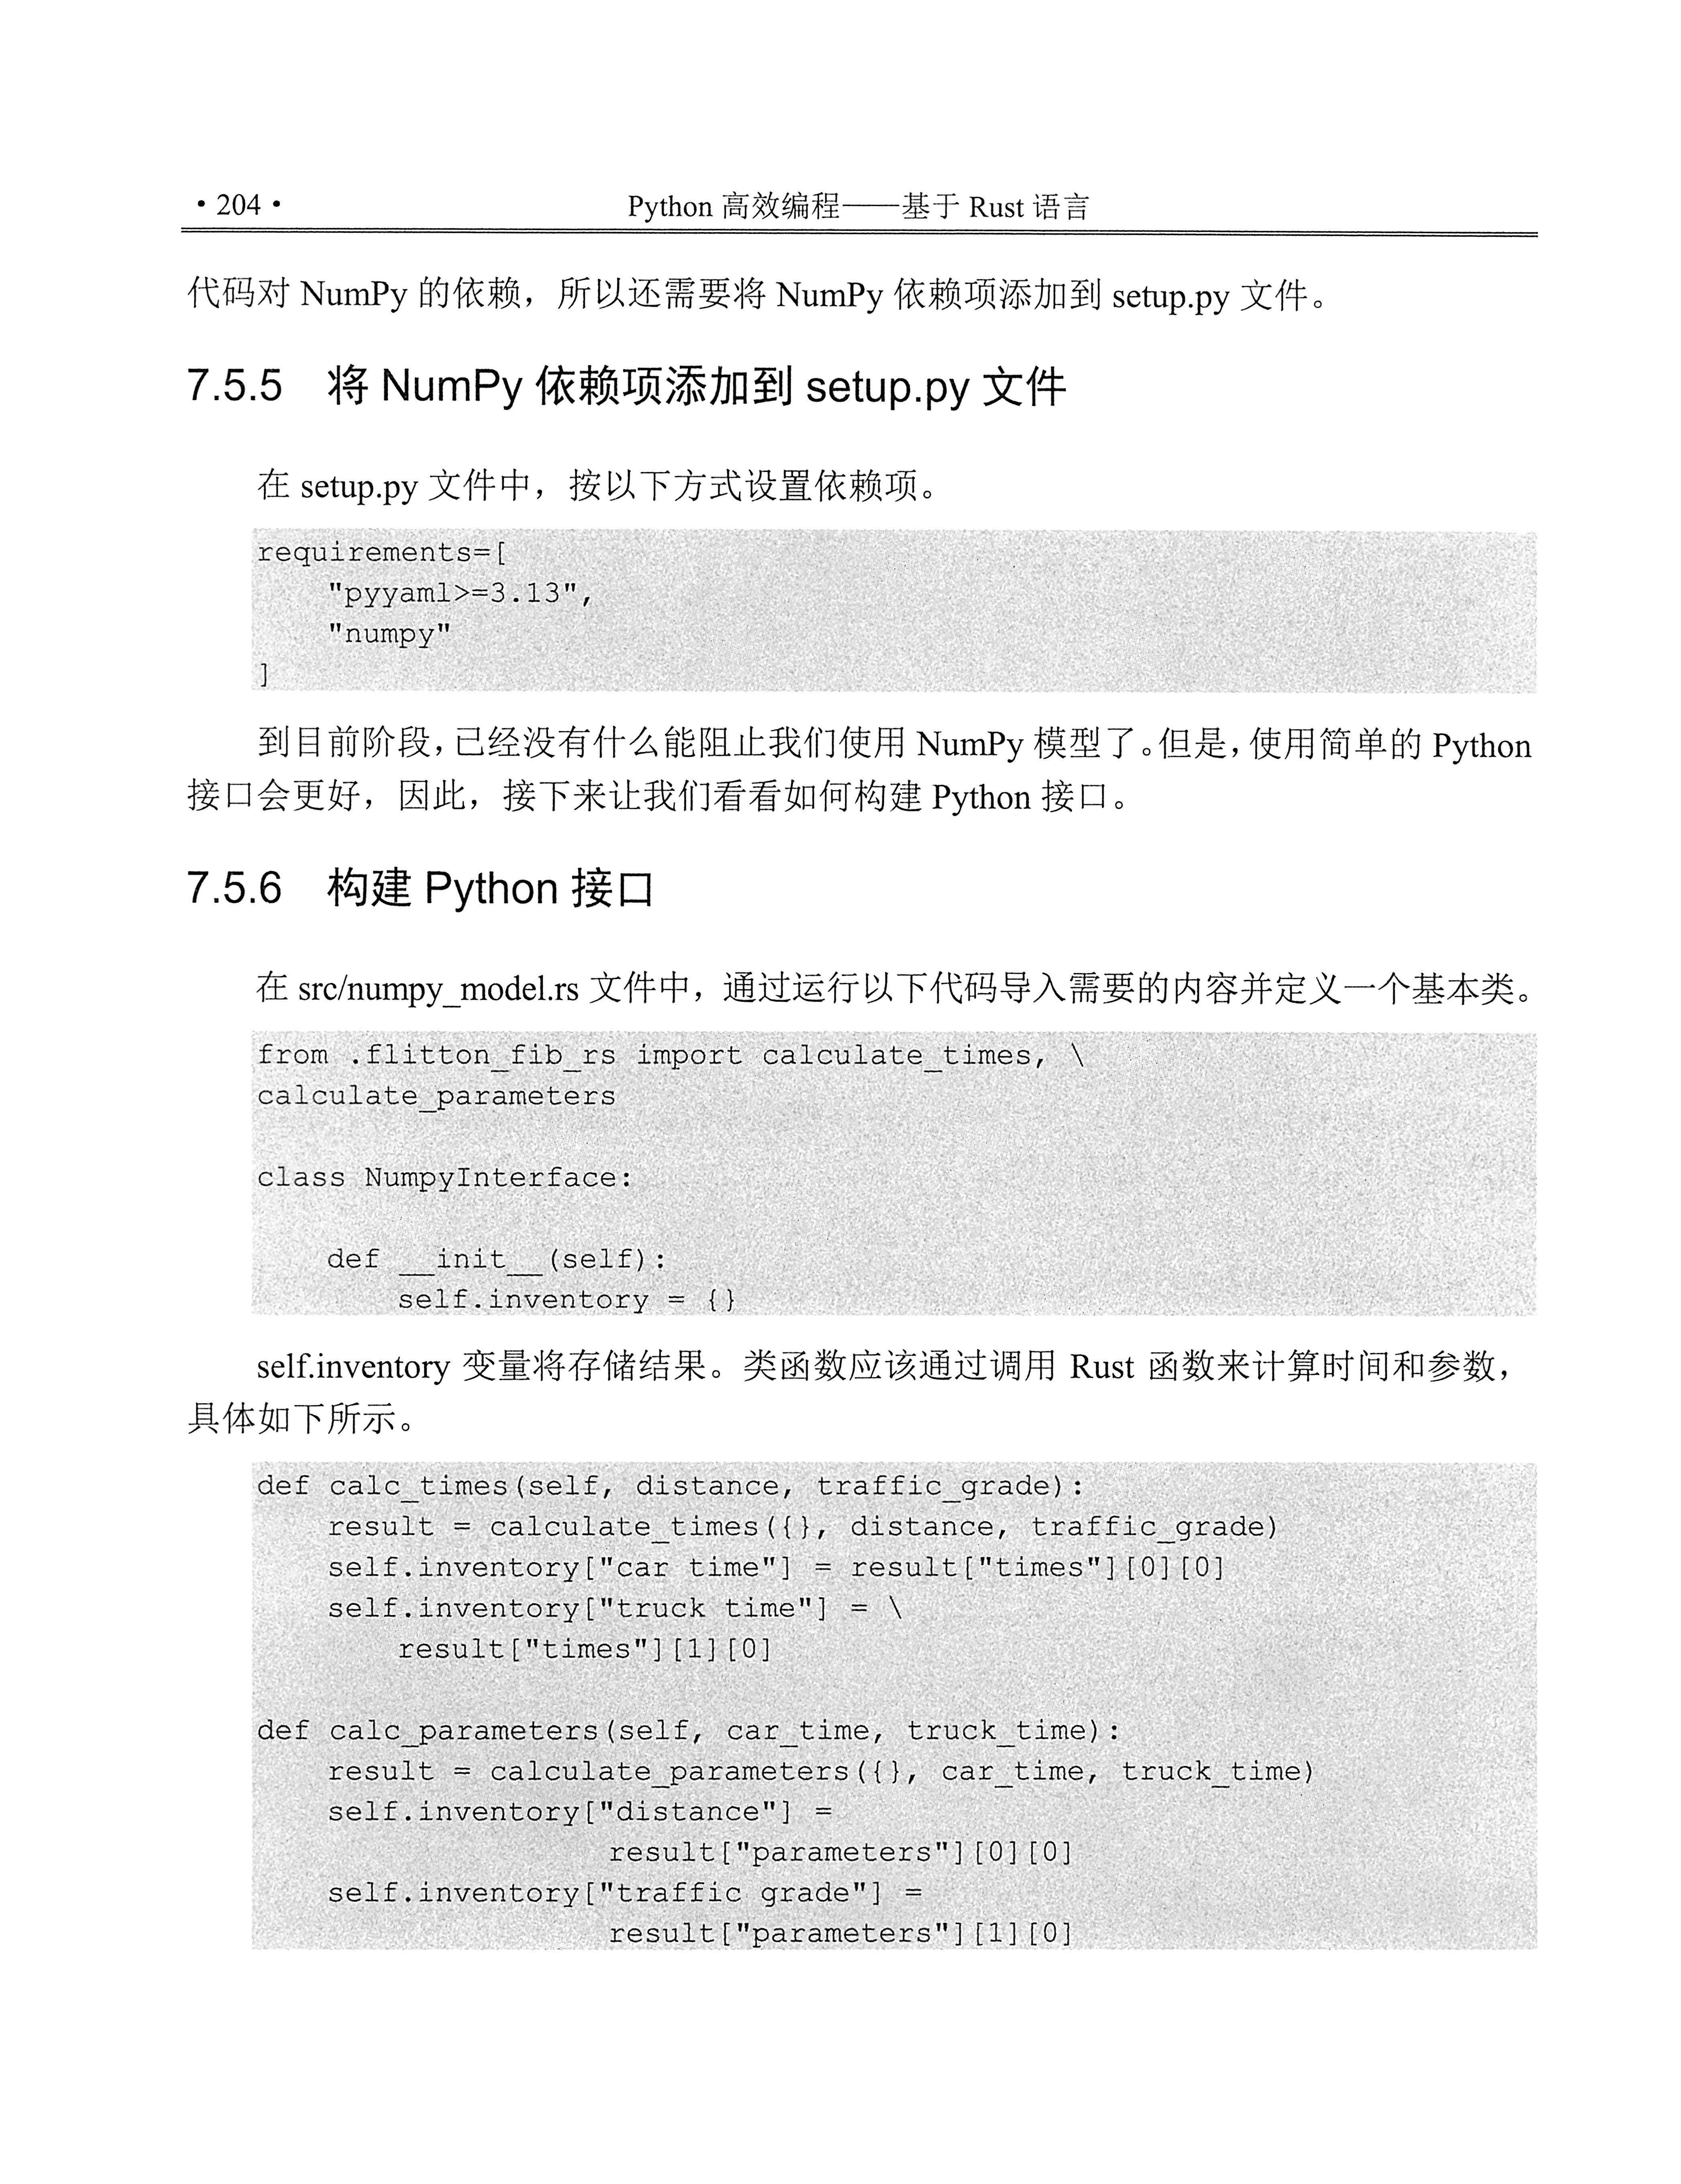 • 204 •
Python 高效编程——基于 Rust 语言
代码对 NumPy 的依赖，所以还需要将 NumPy 依赖项添加到 setup.py 文件。
7.5.5 将 NumPy 依赖项添加到 setup.py 文件
在 setup.py 文件中，按以下方式设置依赖项。
requirements=[
    "pyyaml>=3.13",
    "numpy"
]
到目前阶段，已经没有什么能阻止我们使用 NumPy 模型了。但是，使用简单的 Python
接口会更好，因此，接下来让我们看看如何构建 Python 接口。
7.5.6 构建 Python 接口
在 src/numpy_model.rs 文件中，通过运行以下代码导入需要的内容并定义一个基本类。
from .flitton_fib_rs import calculate_times, \
calculate_parameters
class NumpyInterface:
    def __init__(self):
        self.inventory = {}
self.inventory 变量将存储结果。类函数应该通过调用 Rust 函数来计算时间和参数，
具体如下所示。
def calc_times(self, distance, traffic_grade):
    result = calculate_times({}, distance, traffic_grade)
    self.inventory["car time"] = result["times"][0][0]
    self.inventory["truck time"] = \
        result["times"][1][0]
def calc_parameters(self, car_time, truck_time):
    result = calculate_parameters({}, car_time, truck_time)
    self.inventory["distance"] =
                    result["parameters"][0][0]
    self.inventory["traffic grade"] =
                    result["parameters"][1][0]